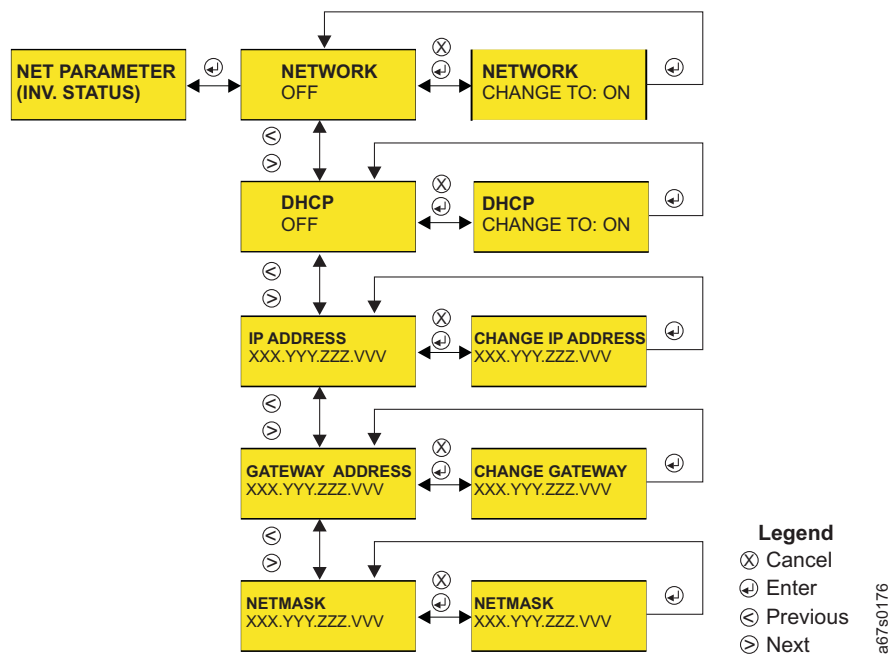 NET PARAMETER
(INV. STATUS)
NETWORK
OFF
NETWORK
CHANGE TO: ON
DHCP
OFF
DHCP
CHANGE TO: ON
IP ADDRESS
XXX.YYY.ZZZ.VVV
CHANGE IP ADDRESS
XXX.YYY.ZZZ.VVV
GATEWAY ADDRESS
XXX.YYY.ZZZ.VVV
CHANGE GATEWAY
XXX.YYY.ZZZ.VVV
NETMASK
XXX.YYY.ZZZ.VVV
NETMASK
XXX.YYY.ZZZ.VVV
Legend
Cancel
Enter
Previous
Next
a67s0176